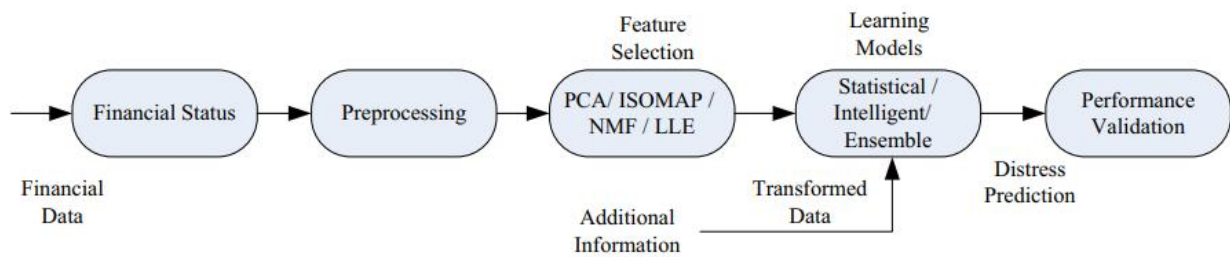 Feature
Selection
Learning
Models
Financial Status
Preprocessing
PCA/ ISOMAP /
NMF / LLE
Statistical /
Intelligent/
Ensemble
Performance
Validation
Financial
Data
Additional
Information
Transformed
Data
Distress
Prediction